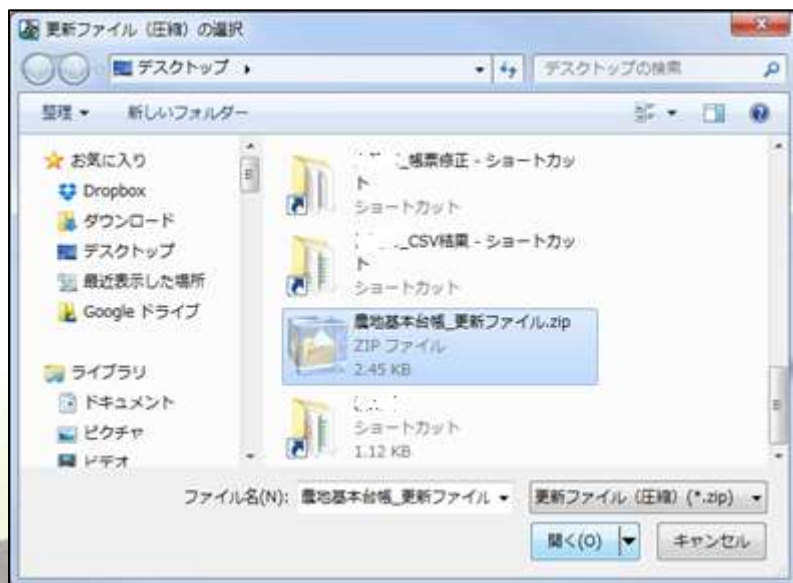 更新ファイル（圧縮）の選択
デスクトップ
デスクトップの検索
整理
新しいフォルダー
お気に入り
Dropbox
ダウンロード
デスクトップ
最近表示した場所
Google ドライブ
ライブラリ
ドキュメント
ピクチャ
ビデオ
_帳票修正 - ショートカッ
ト
ショートカット
_CSV結果 - ショートカッ
ト
ショートカット
農地基本台帳_更新ファイル.zip
ZIP ファイル
2.45 KB
ショートカット
1.12 KB
ファイル名(N):
農地基本台帳_更新ファイル
更新ファイル（圧縮）(*.zip)
開く(O)
キャンセル